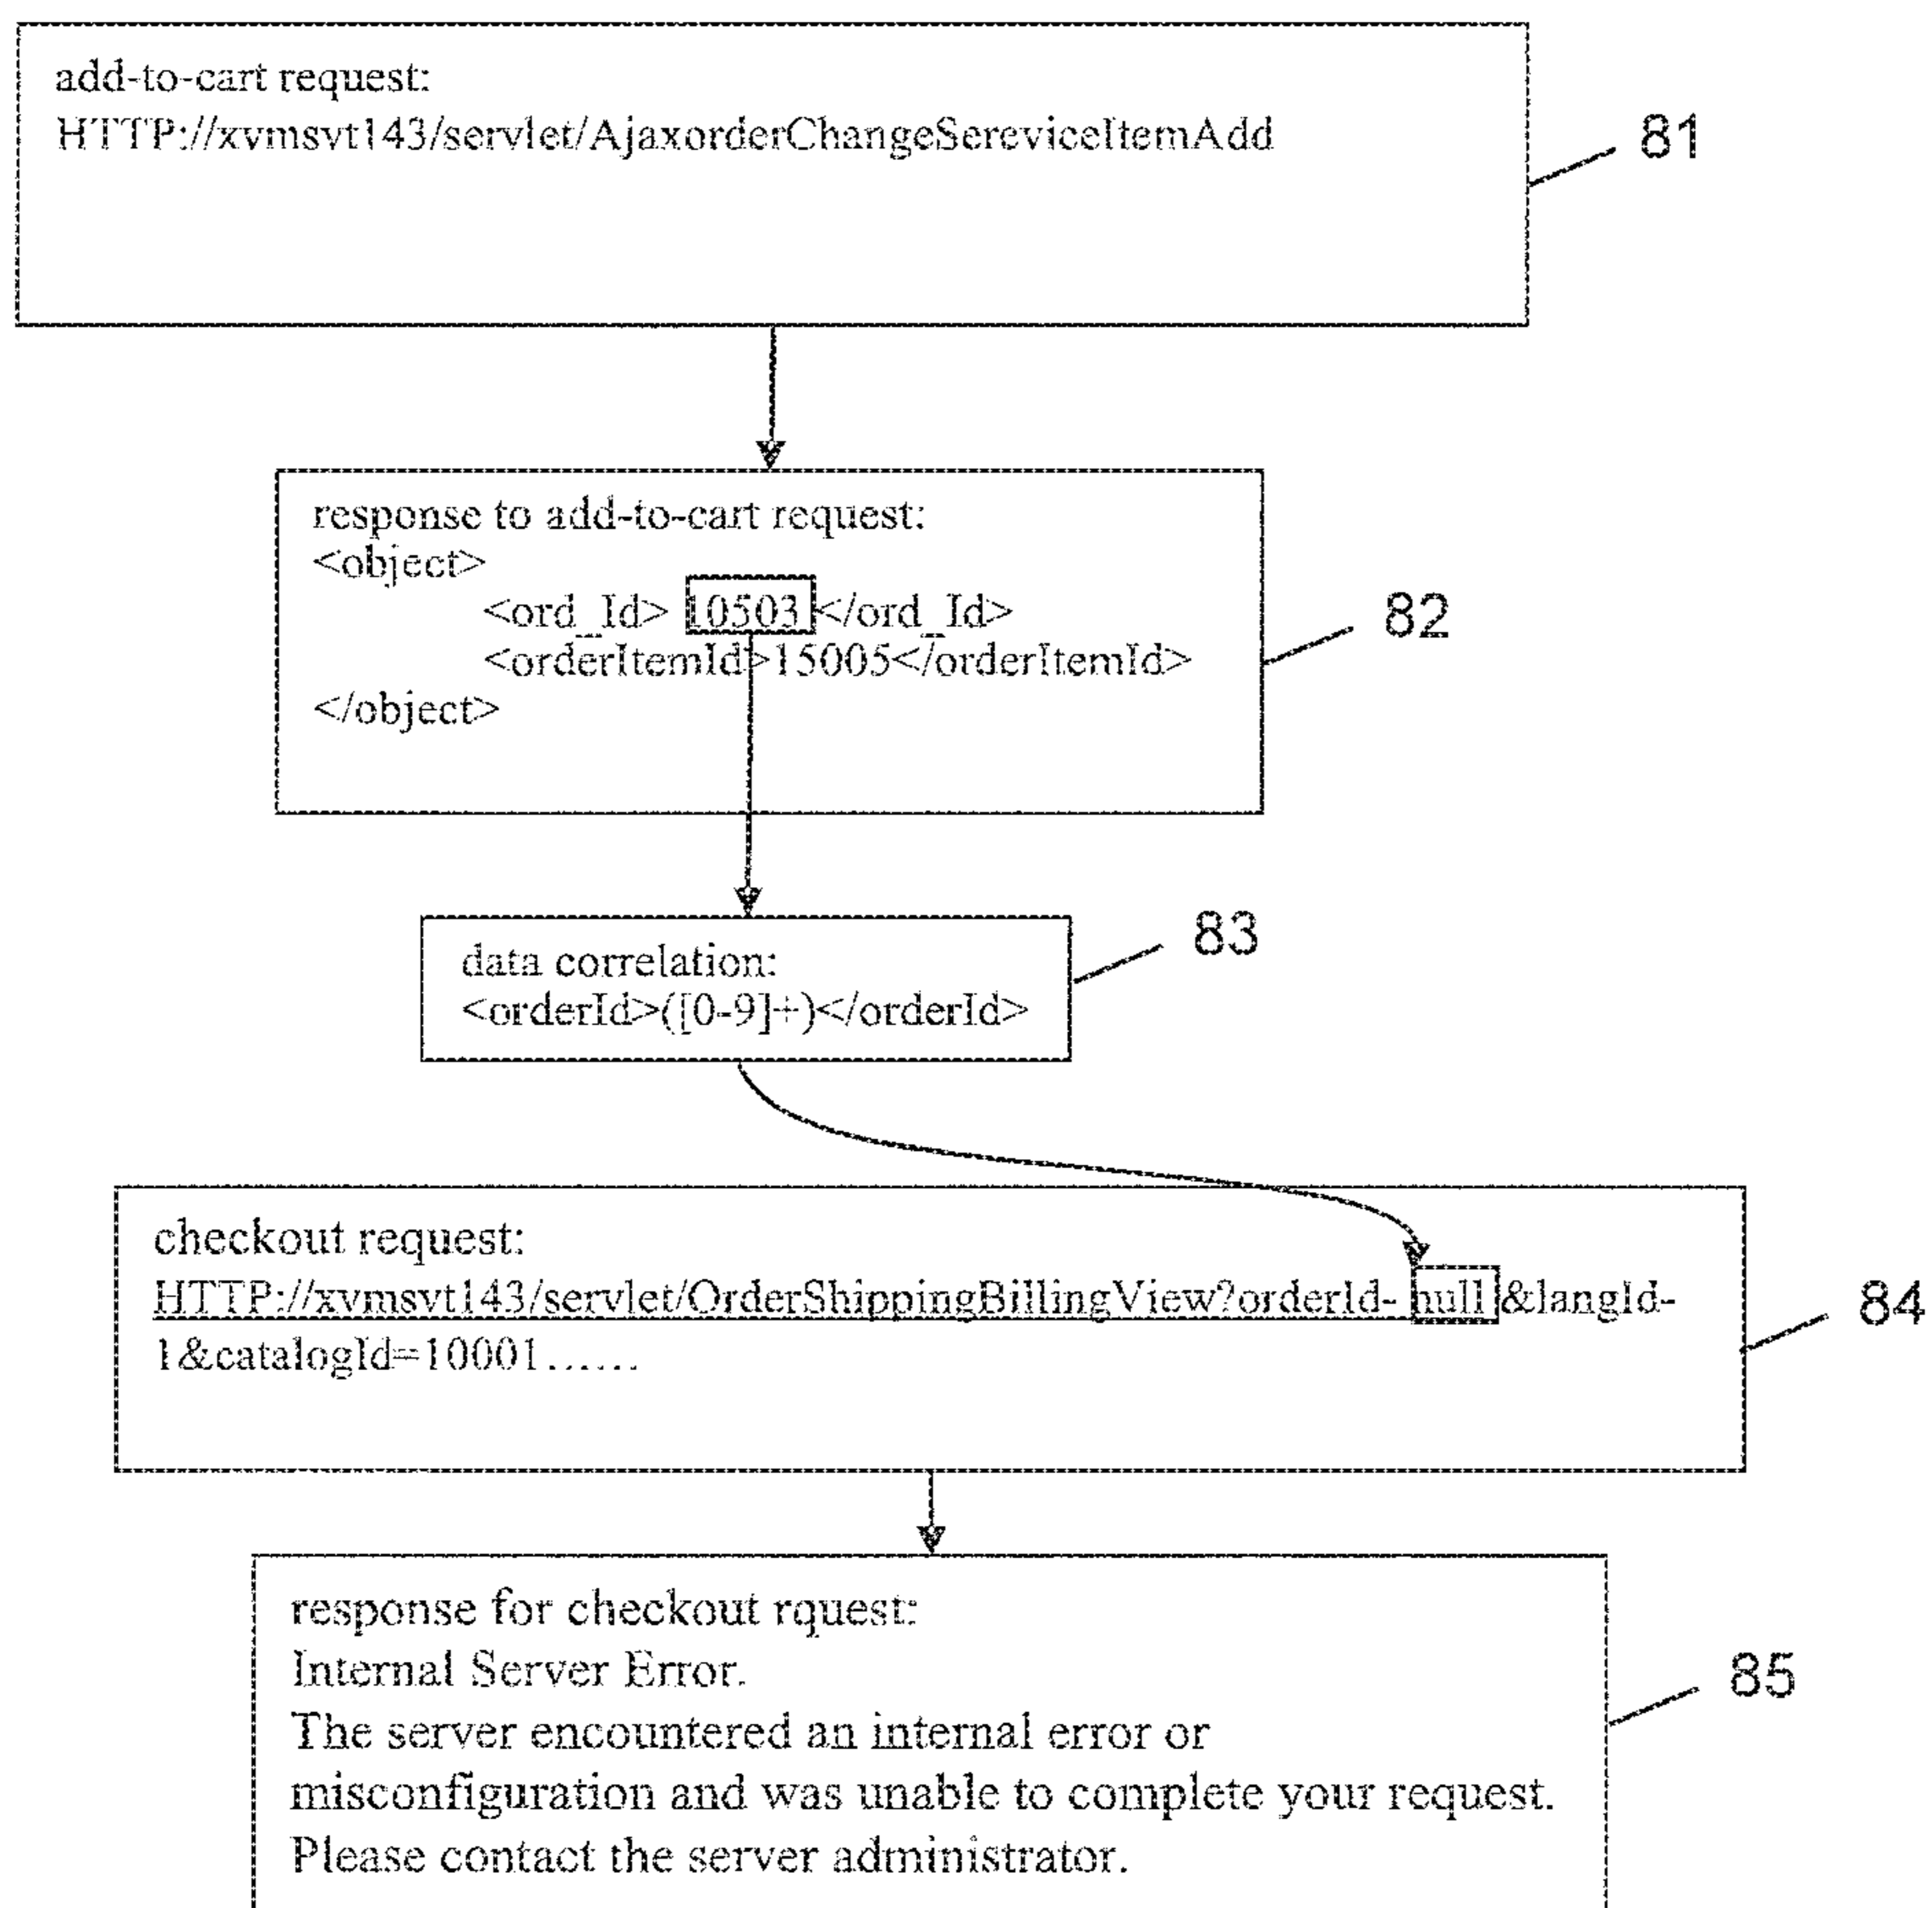 add-to-cart request:
HTTP://xvmsvt143/servlet/AjaxorderChangeSereviceItemAdd
81
response to add-to-cart request:
<object>
<ord_Id> 10503 </ord_Id>
<orderItemId>15005</orderItemId>
</object>
82
data correlation:
<orderId>([0-9]+)</orderId>
83
checkout request:
HTTP://xvmsvt143/servlet/OrderShippingBillingView?orderId- null &langId-
1&catalogId=10001......
84
response for checkout rquest:
Internal Server Error.
The server encountered an internal error or
misconfiguration and was unable to complete your request.
Please contact the server administrator.
85